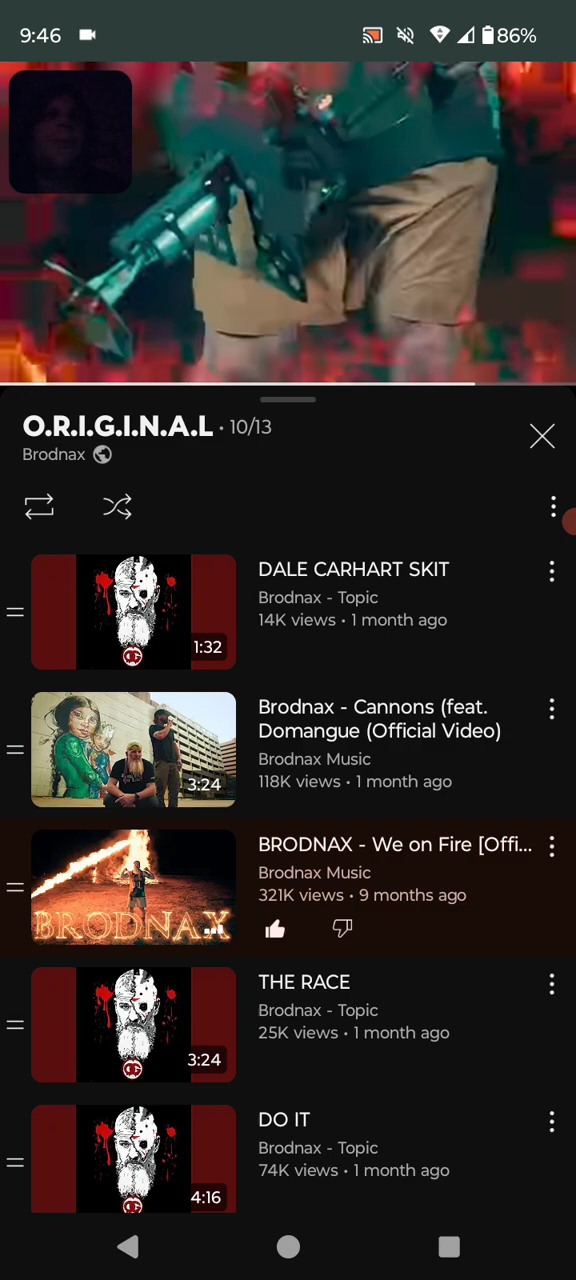 9:46
86%
O.R.I.G.I.N.A.L · 10/13
Brodnax
DALE CARHART SKIT
Brodnax - Topic
14K views • 1 month ago
1:32
Brodnax - Cannons (feat.
Domangue (Official Video)
Brodnax Music
118K views • 1 month ago
3:24
BRODNAX - We on Fire [Offi...
Brodnax Music
321K views • 9 months ago
BRODNAX
THE RACE
Brodnax - Topic
25K views • 1 month ago
3:24
DO IT
Brodnax - Topic
74K views • 1 month ago
4:16